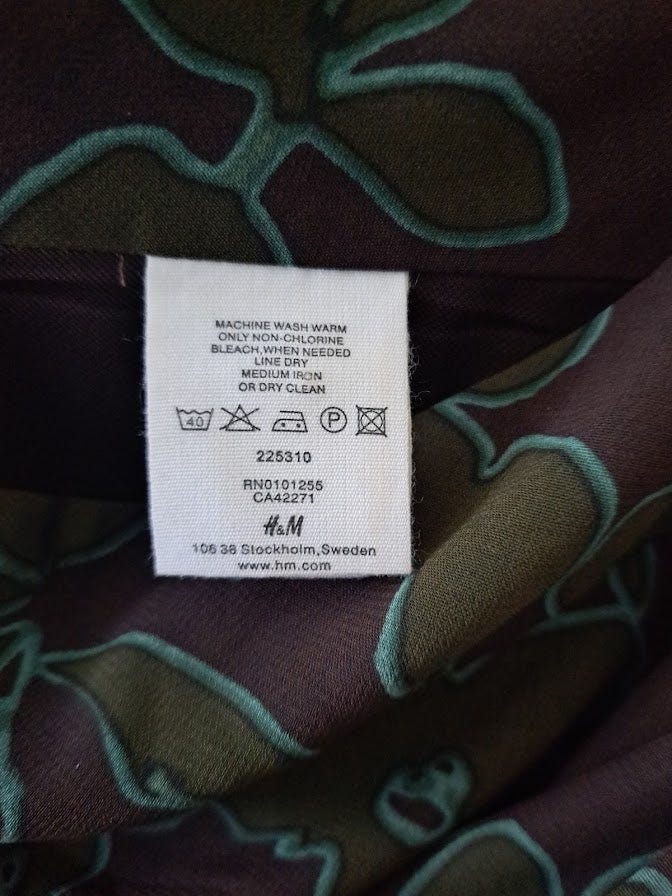 MACHINE WASH WARM
ONLY NON-CHLORINE
BLEACH,WHEN NEEDED
LINE DRY
MEDIUM IRON
OR DRY CLEAN
40 P
225310
RN0101255
CA42271
H&M
106 38 Stockholm,Sweden
www.hm.com